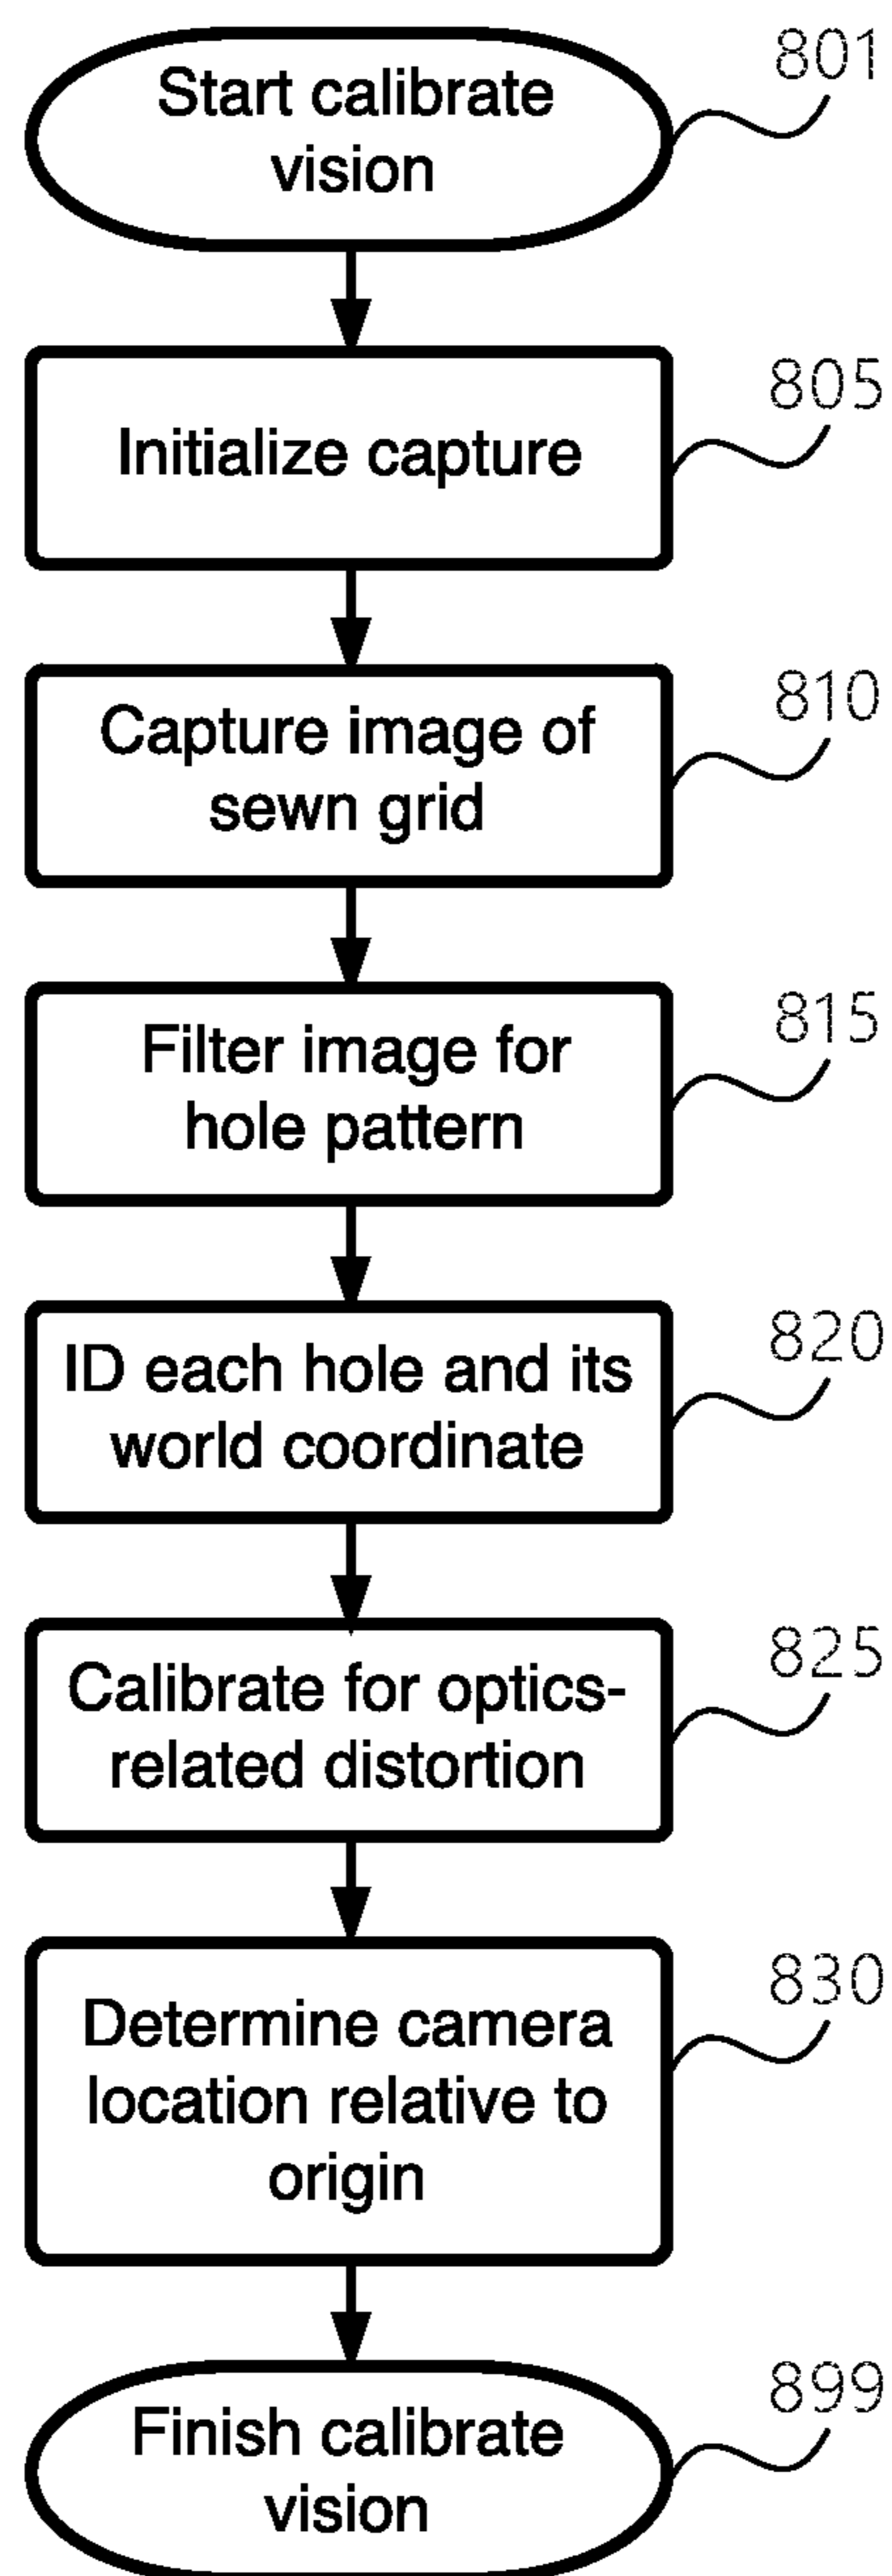 801
Start calibrate
vision
805
Initialize capture
810
Capture image of
sewn grid
815
Filter image for
hole pattern
820
ID each hole and its
world coordinate
825
Calibrate for optics-
related distortion
830
Determine camera
location relative to
origin
899
Finish calibrate
vision